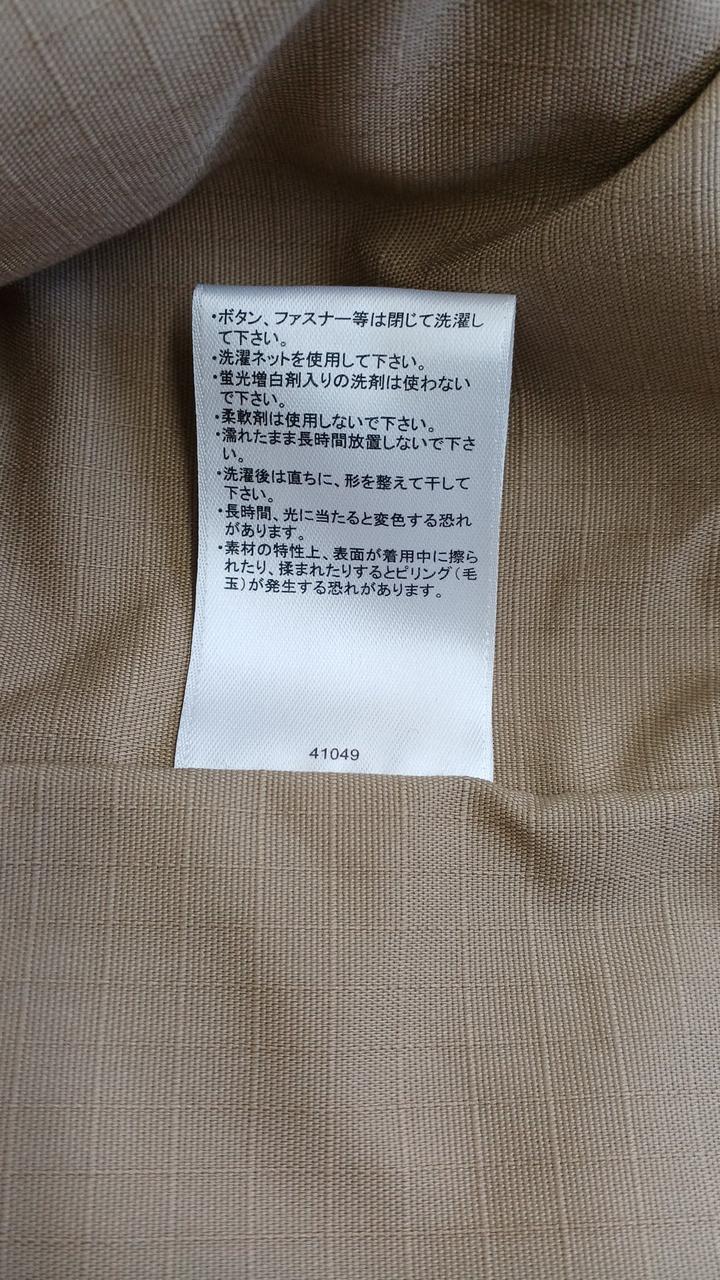 ・ボタン、ファスナー等は閉じて洗濯し
て下さい。
・洗濯ネットを使用して下さい。
・蛍光増白剤入りの洗剤は使わない
で下さい。
・柔軟剤は使用しないで下さい。
・濡れたまま長時間放置しないで下さ
い。
・洗濯後は直ちに、形を整えて干して
下さい。
・長時間、光に当たると変色する恐れ
があります。
・素材の特性上、表面が着用中に擦ら
れたり、揉まれたりするとピリング(毛
玉)が発生する恐れがあります。
41049